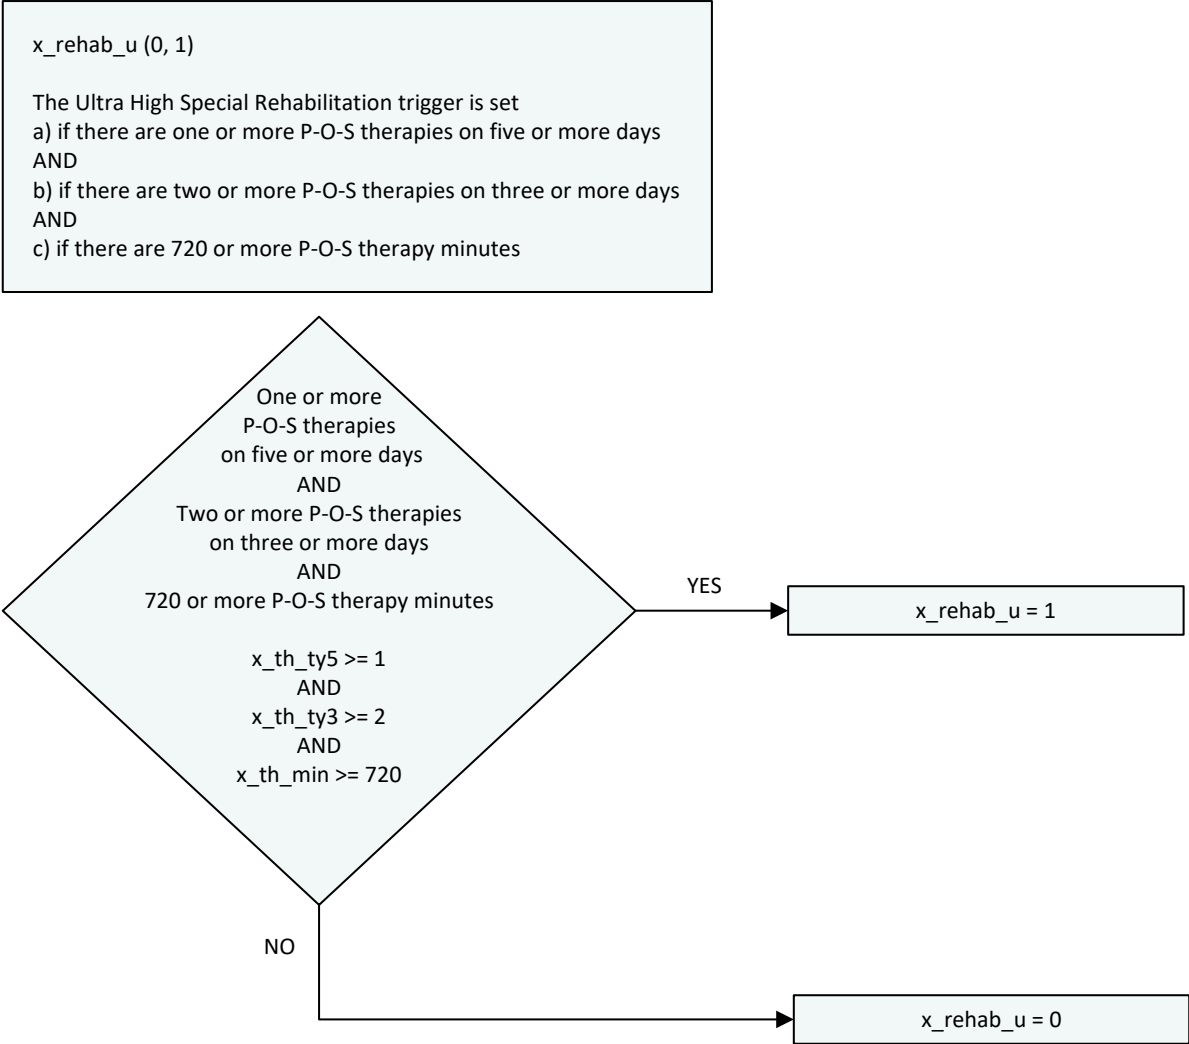 x_rehab_u (0, 1)
The Ultra High Special Rehabilitation trigger is set
a) if there are one or more P-O-S therapies on five or more days
AND
b) if there are two or more P-O-S therapies on three or more days
AND
c) if there are 720 or more P-O-S therapy minutes
One or more
P-O-S therapies
on five or more days
AND
Two or more P-O-S therapies
on three or more days
AND
720 or more P-O-S therapy minutes
x_th_ty5 >= 1
AND
x_th_ty3 >= 2
AND
x_th_min >= 720
YES
x_rehab_u = 1
NO
x_rehab_u = 0